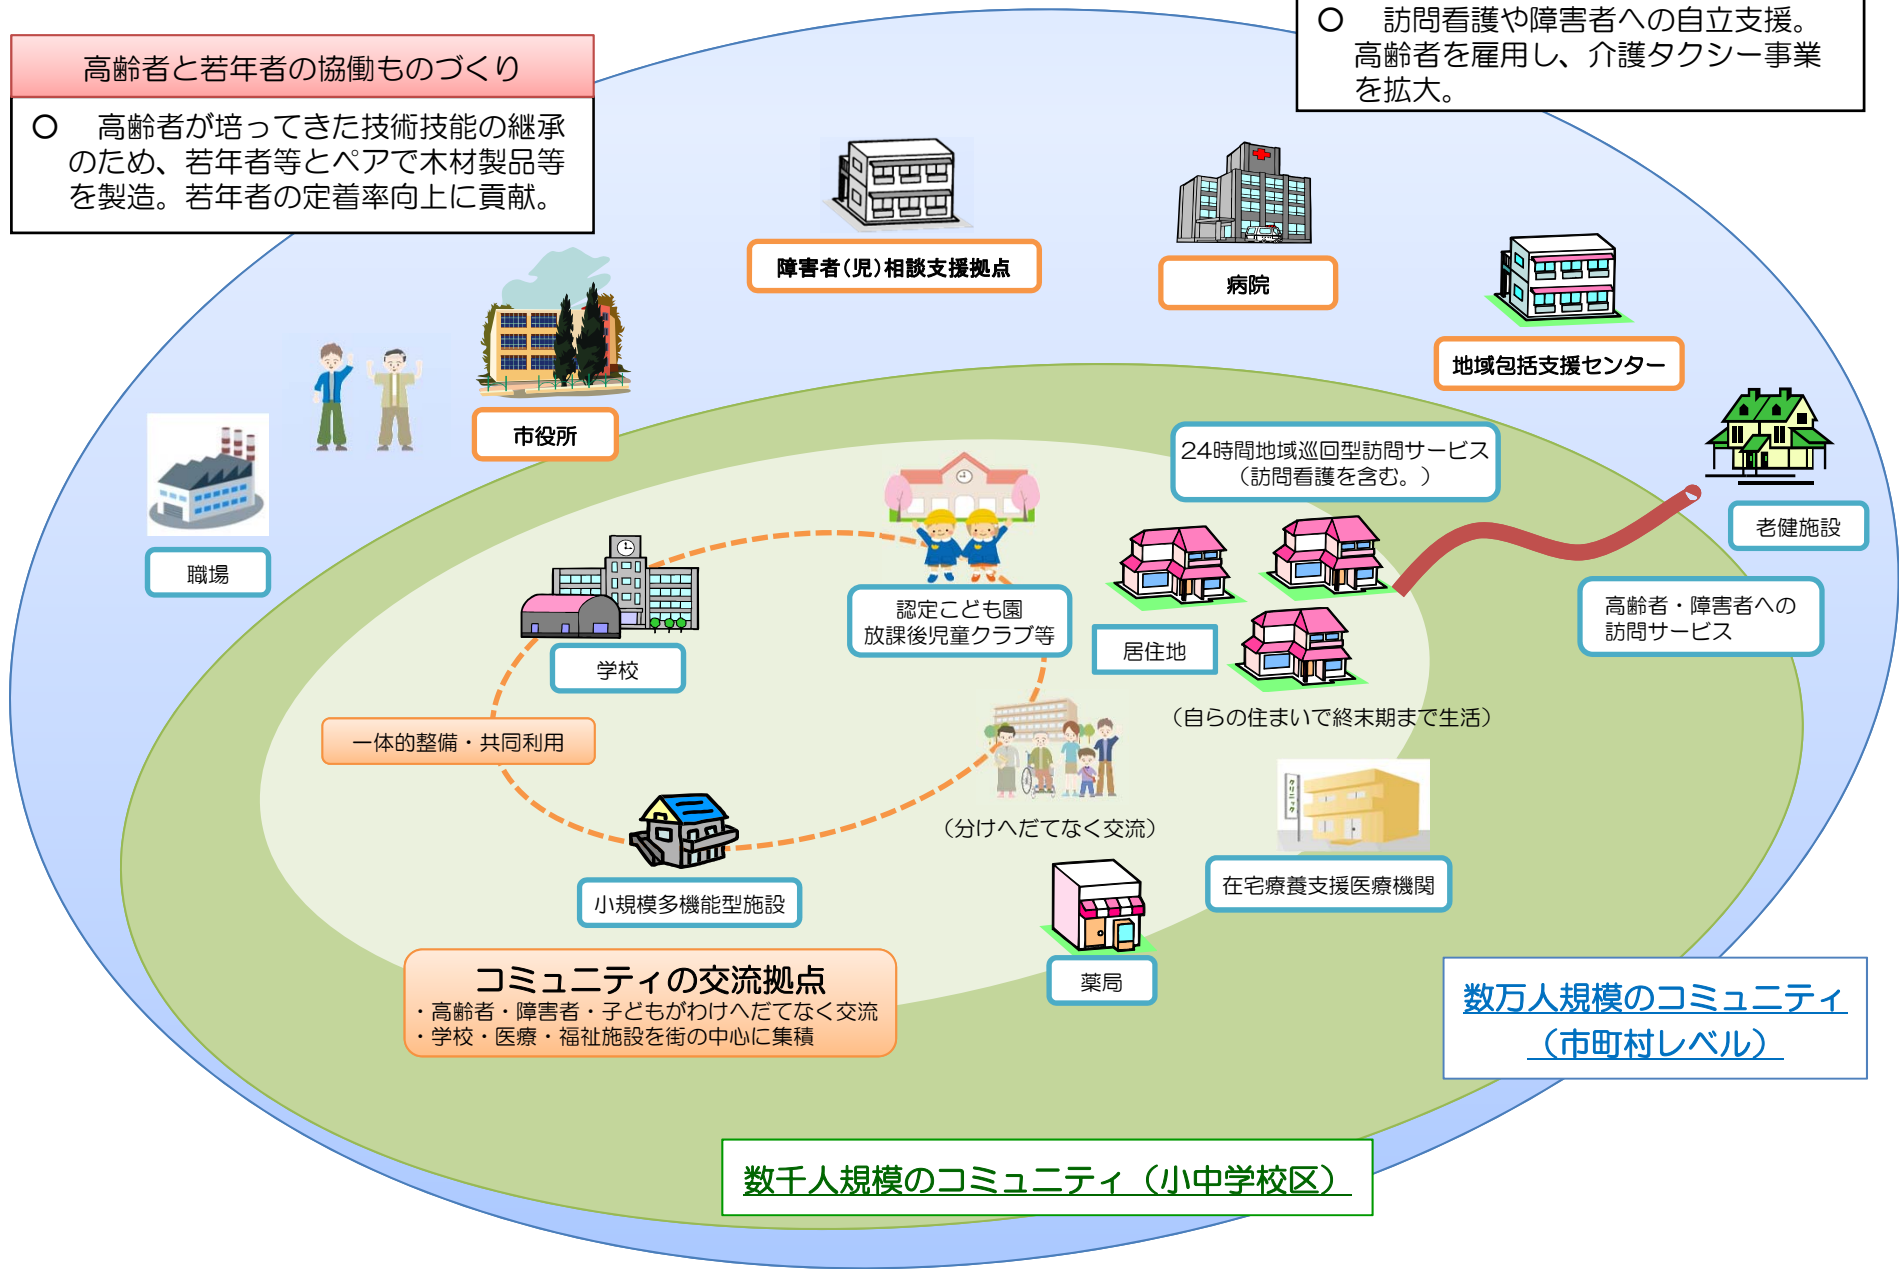 高齢者と若年者の協働ものづくり
○　高齢者が培ってきた技術技能の継承
のため、若年者等とペアで木材製品等
を製造。若年者の定着率向上に貢献。
○　訪問看護や障害者への自立支援。
高齢者を雇用し、介護タクシー事業
を拡大。
障害者(児)相談支援拠点
病院
地域包括支援センター
市役所
職場
24時間地域巡回型訪問サービス
(訪問看護を含む。)
老健施設
高齢者・障害者への
訪問サービス
認定こども園
放課後児童クラブ等
学校
居住地
(自らの住まいで終末期まで生活)
一体的整備・共同利用
(分けへだてなく交流)
クリニック
小規模多機能型施設
在宅療養支援医療機関
薬局
コミュニティの交流拠点
・高齢者・障害者・子どもがわけへだてなく交流
・学校・医療・福祉施設を街の中心に集積
数万人規模のコミュニティ
(市町村レベル)
数千人規模のコミュニティ(小中学校区)